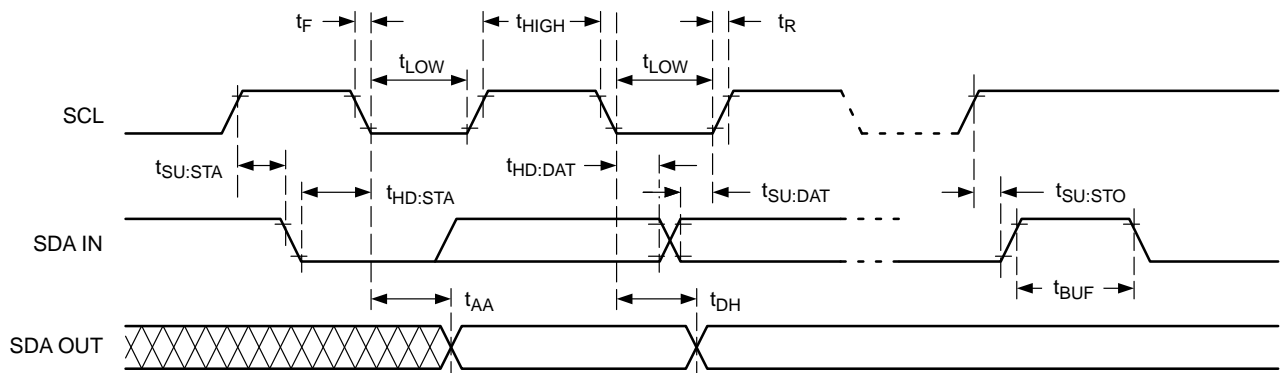 tF
tHIGH
tR
tLOW
tLOW
SCL
tSU:STA
tHD:STA
tHD:DAT
tSU:DAT
tSU:STO
SDA IN
tBUF
tAA
tDH
SDA OUT